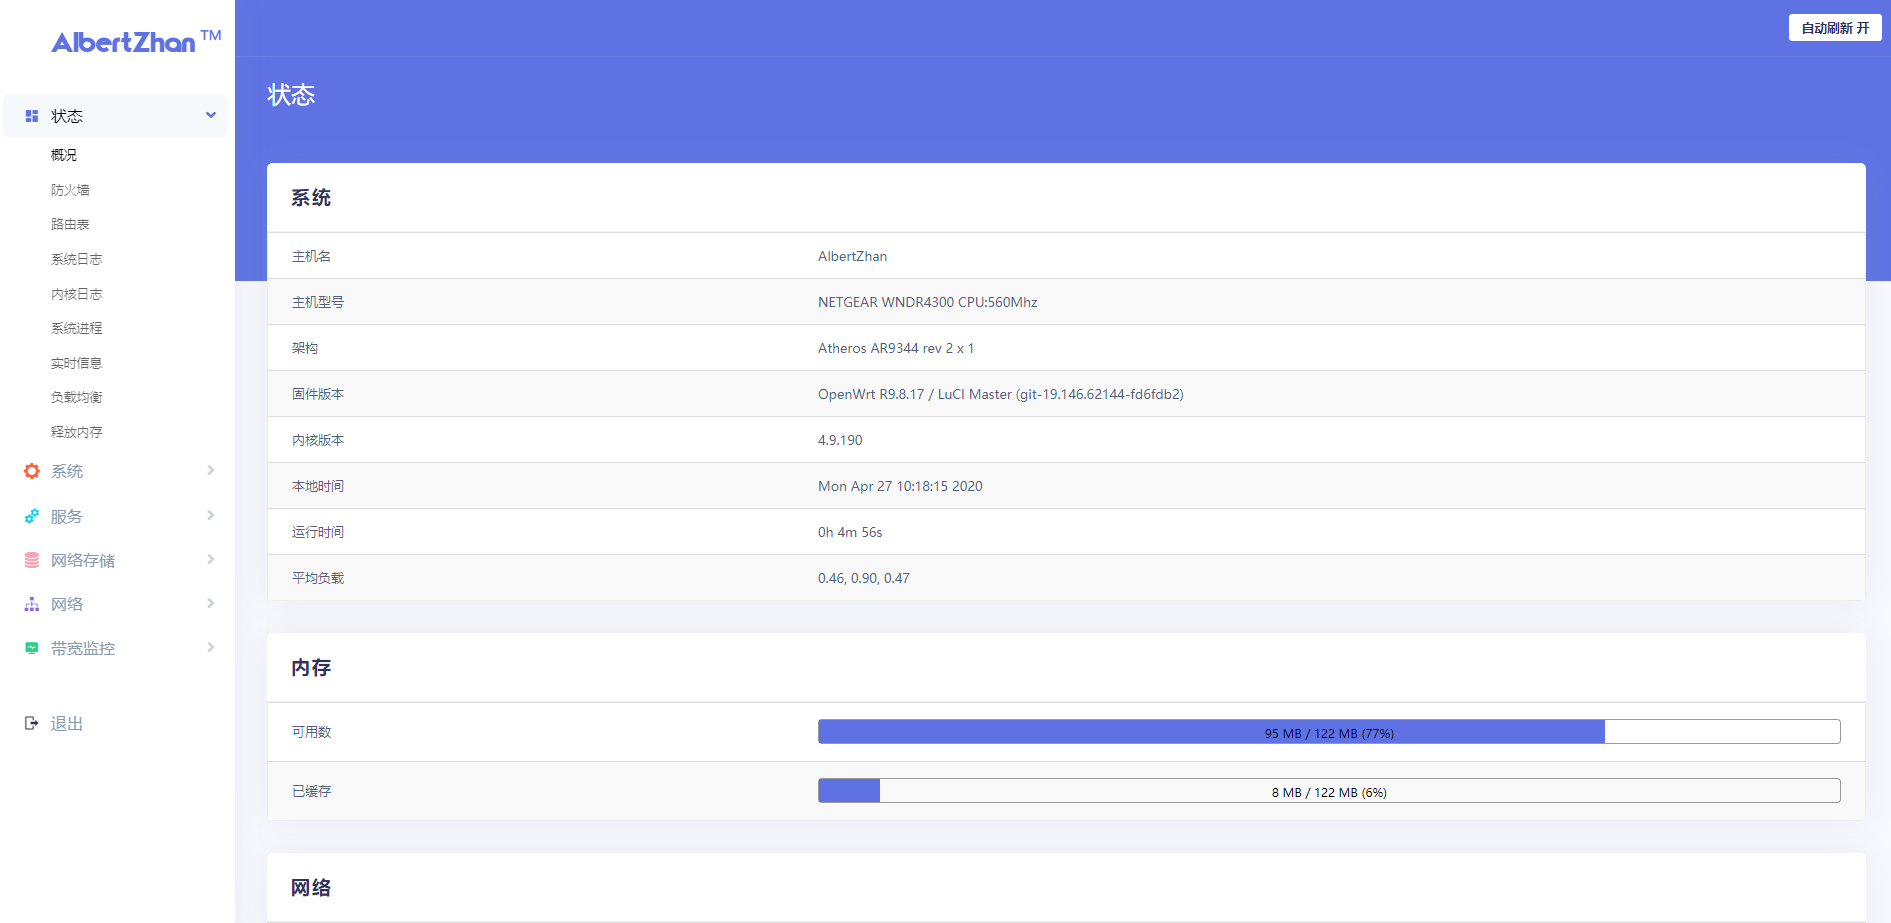 AlbertZhan™
自动刷新 开
状态
概况
防火墙
路由表
系统日志
内核日志
系统进程
实时信息
负载均衡
释放内存
系统
服务
网络存储
网络
带宽监控
退出
状态
系统
主机名 AlbertZhan
主机型号 NETGEAR WNDR4300 CPU:560Mhz
架构 Atheros AR9344 rev 2 x 1
固件版本 OpenWrt R9.8.17 / LuCI Master (git-19.146.62144-fd6fdb2)
内核版本 4.9.190
本地时间 Mon Apr 27 10:18:15 2020
运行时间 0h 4m 56s
平均负载 0.46, 0.90, 0.47
内存
可用数 95 MB / 122 MB (77%)
已缓存 8 MB / 122 MB (6%)
网络